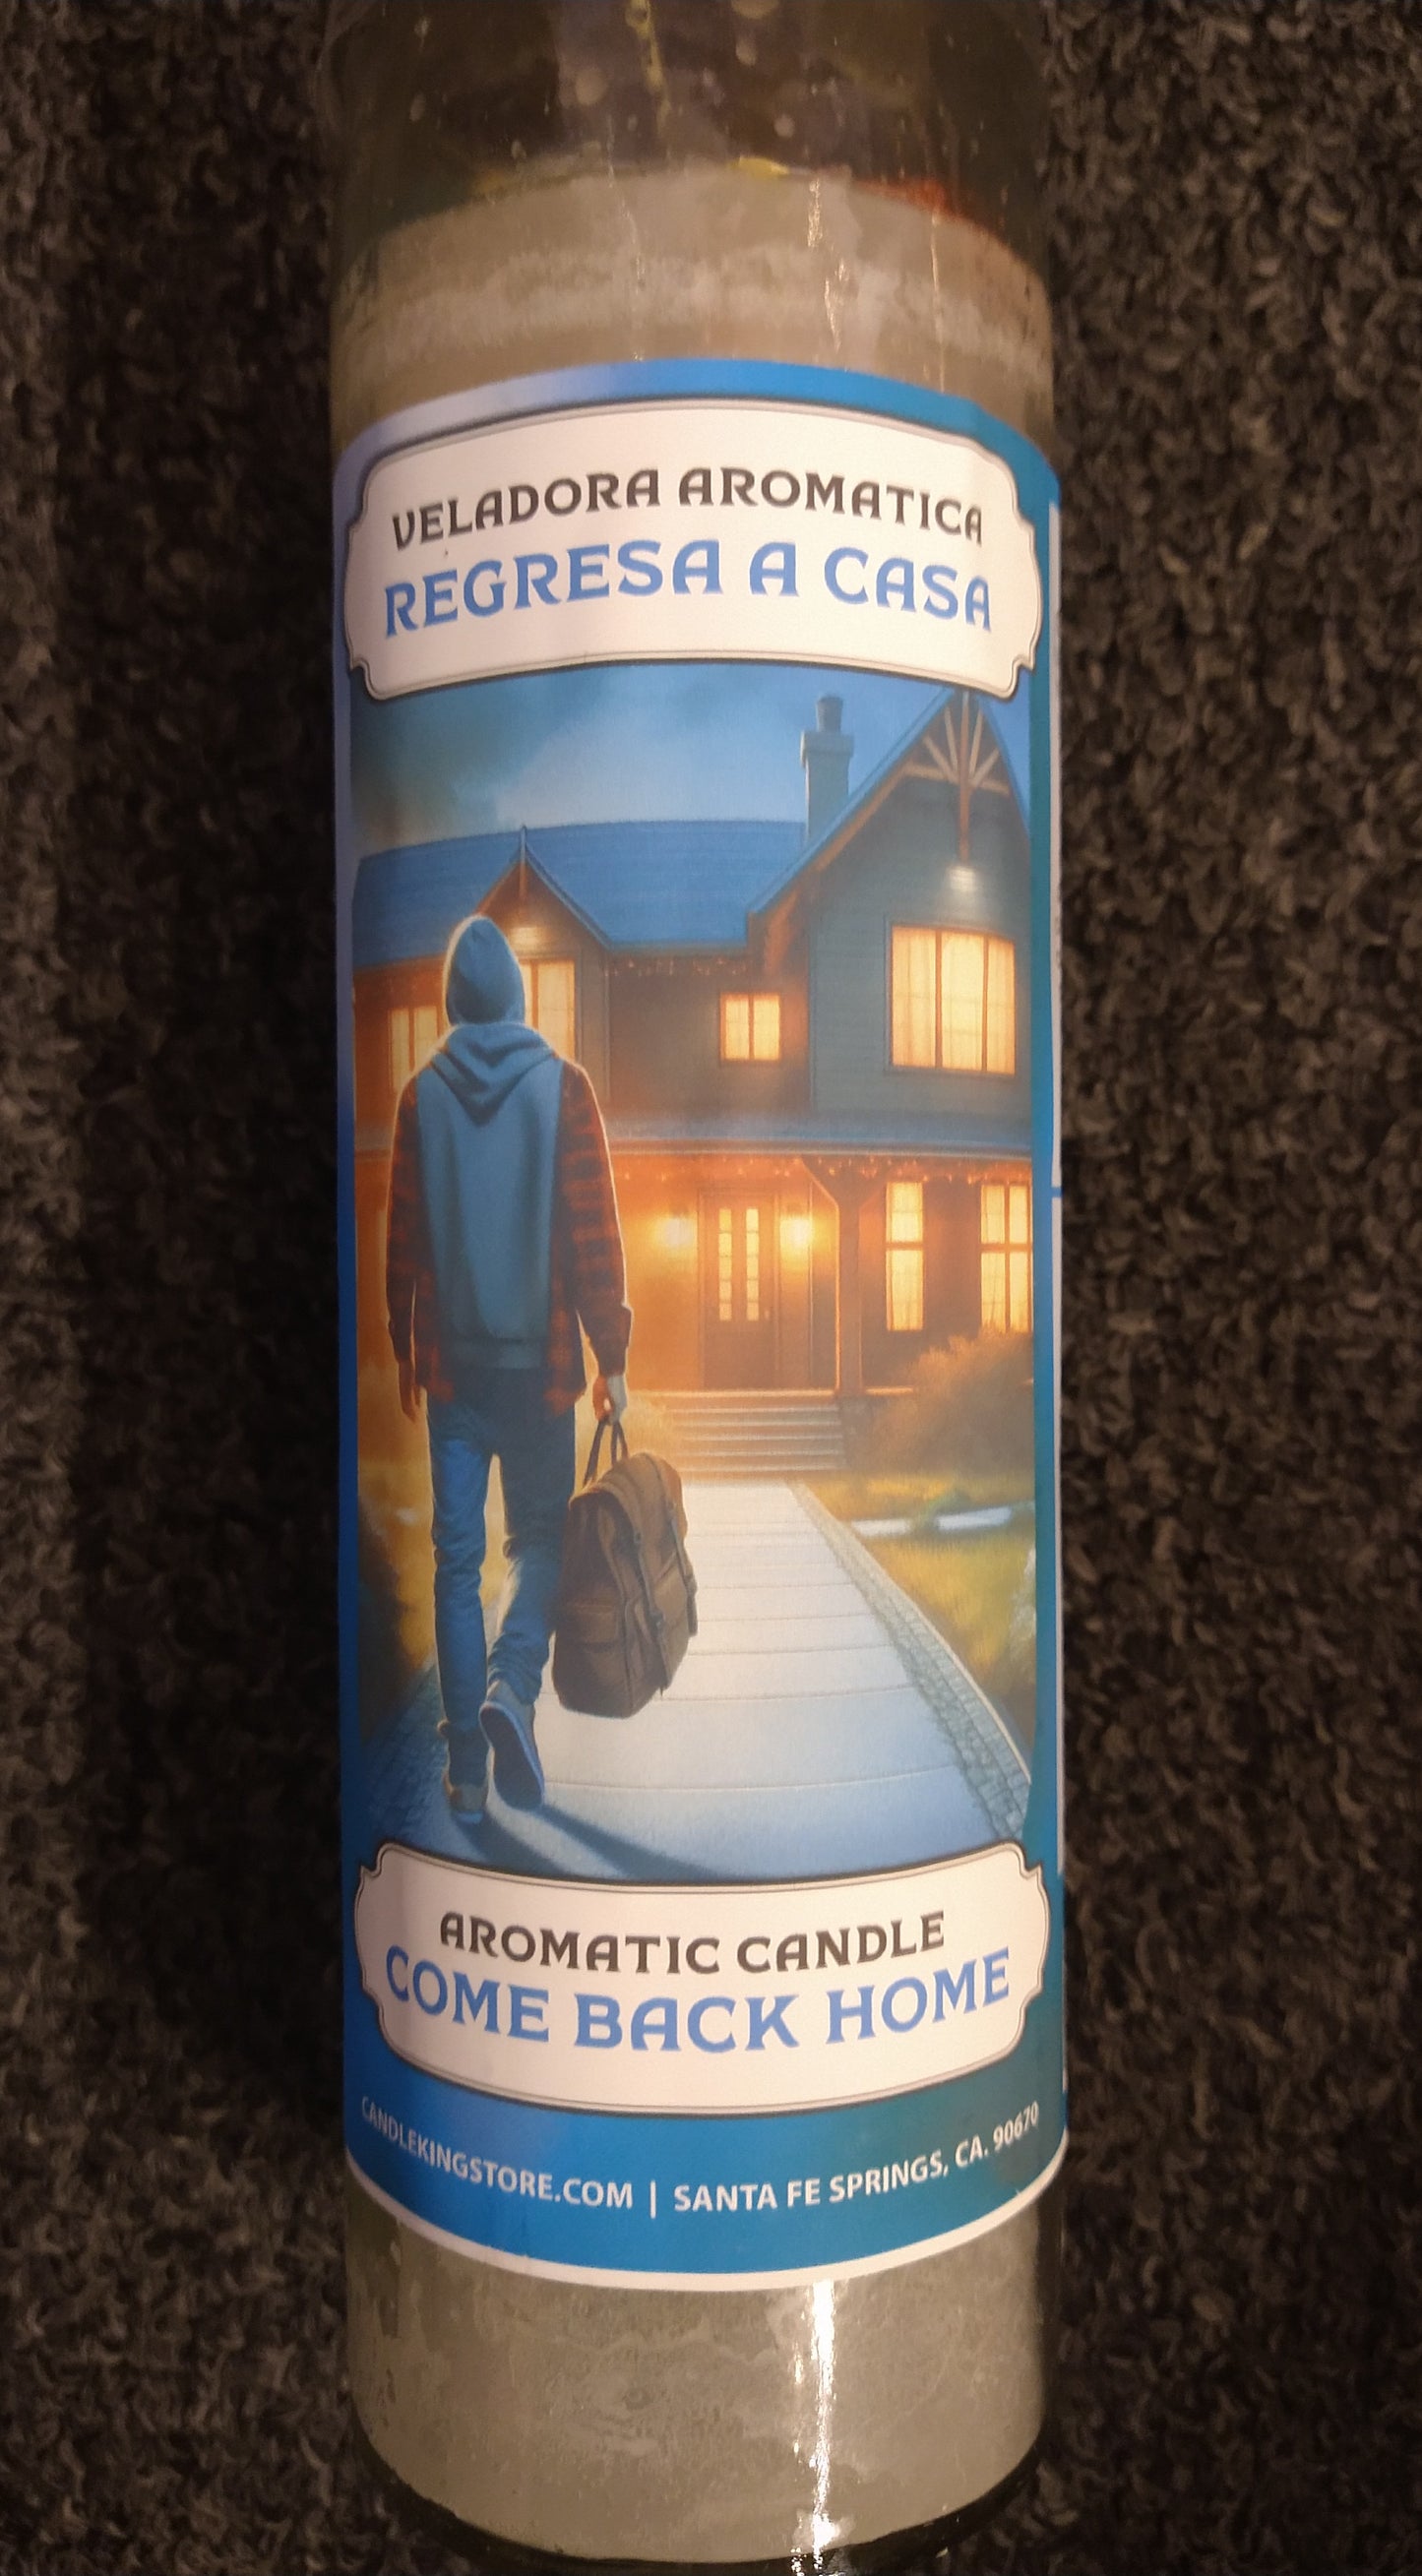 VELADORA AROMATICA
REGRESA A CASA
AROMATIC CANDLE
COME BACK HOME
CANDLEKINGSTORE.COM | SANTA FE SPRINGS, CA. 90670